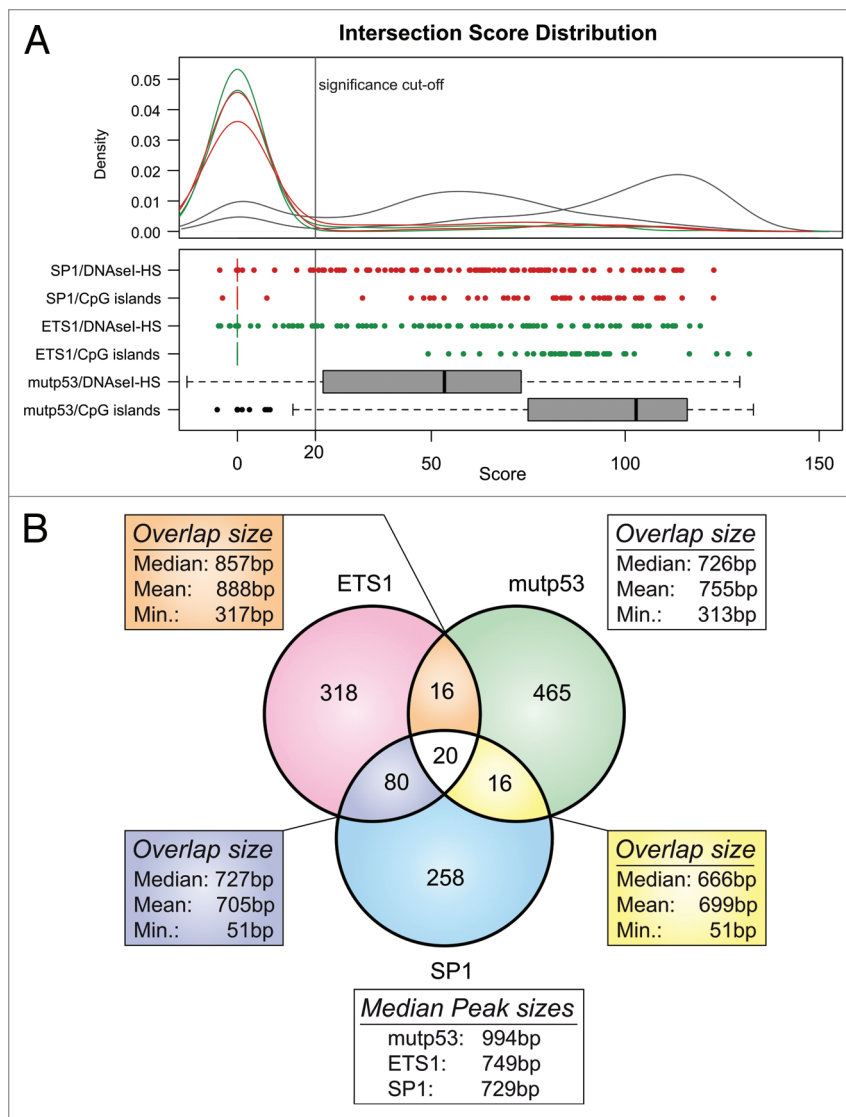 A
Intersection Score Distribution
significance cut-off
Density
0.05
0.04
0.03
0.02
0.01
0.00
SP1/DNAseI-HS
SP1/CpG islands
ETS1/DNAseI-HS
ETS1/CpG islands
mutp53/DNAseI-HS
mutp53/CpG islands
0 20 50 100 150
Score
B
Overlap size
Median: 857bp
Mean: 888bp
Min.: 317bp
Overlap size
Median: 726bp
Mean: 755bp
Min.: 313bp
ETS1
mutp53
318
16
465
20
80
16
258
SP1
Overlap size
Median: 727bp
Mean: 705bp
Min.: 51bp
Overlap size
Median: 666bp
Mean: 699bp
Min.: 51bp
Median Peak sizes
mutp53: 994bp
ETS1: 749bp
SP1: 729bp